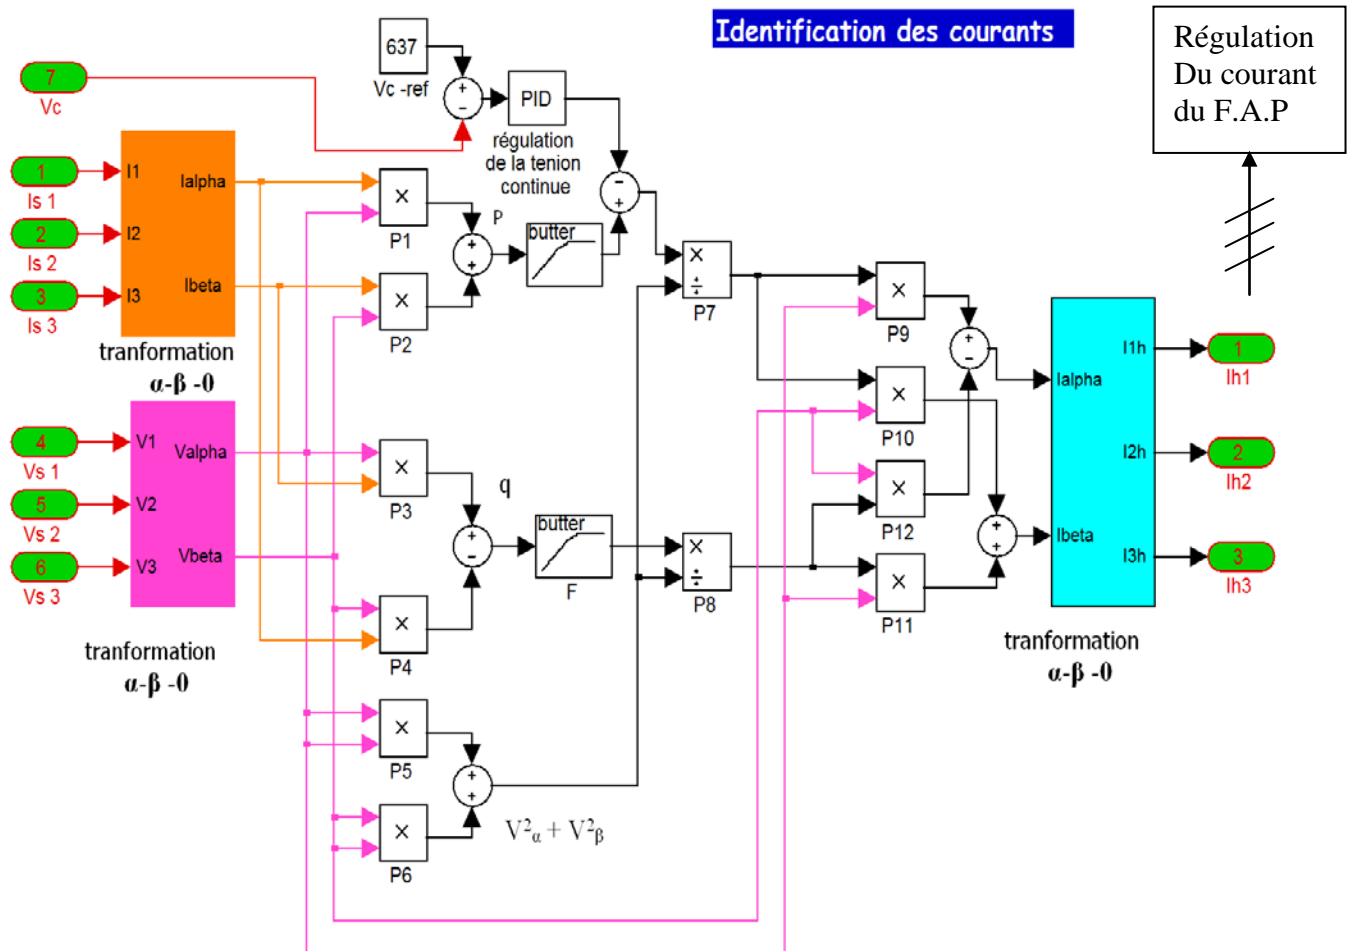 Identification des courants
Régulation
Du courant
du F.A.P
637
Vc -ref
7
Vc
+
−
PID
régulation
de la tension
continue
−
+
1
Is 1
2
Is 2
3
Is 3
I1
I2
I3
Ialpha
Ibeta
tranformation
α-β -0
×
P1
×
P2
+
+
P
butter
×
÷
P7
4
Vs 1
5
Vs 2
6
Vs 3
V1
V2
V3
Valpha
Vbeta
tranformation
α-β -0
×
P3
×
P4
+
−
q
butter
F
×
÷
P8
×
P5
×
P6
+
+
V²α + V²β
×
P9
×
P10
×
P12
×
P11
+
−
+
+
Ialpha
Ibeta
I1h
I2h
I3h
tranformation
α-β -0
1
Ih1
2
Ih2
3
Ih3